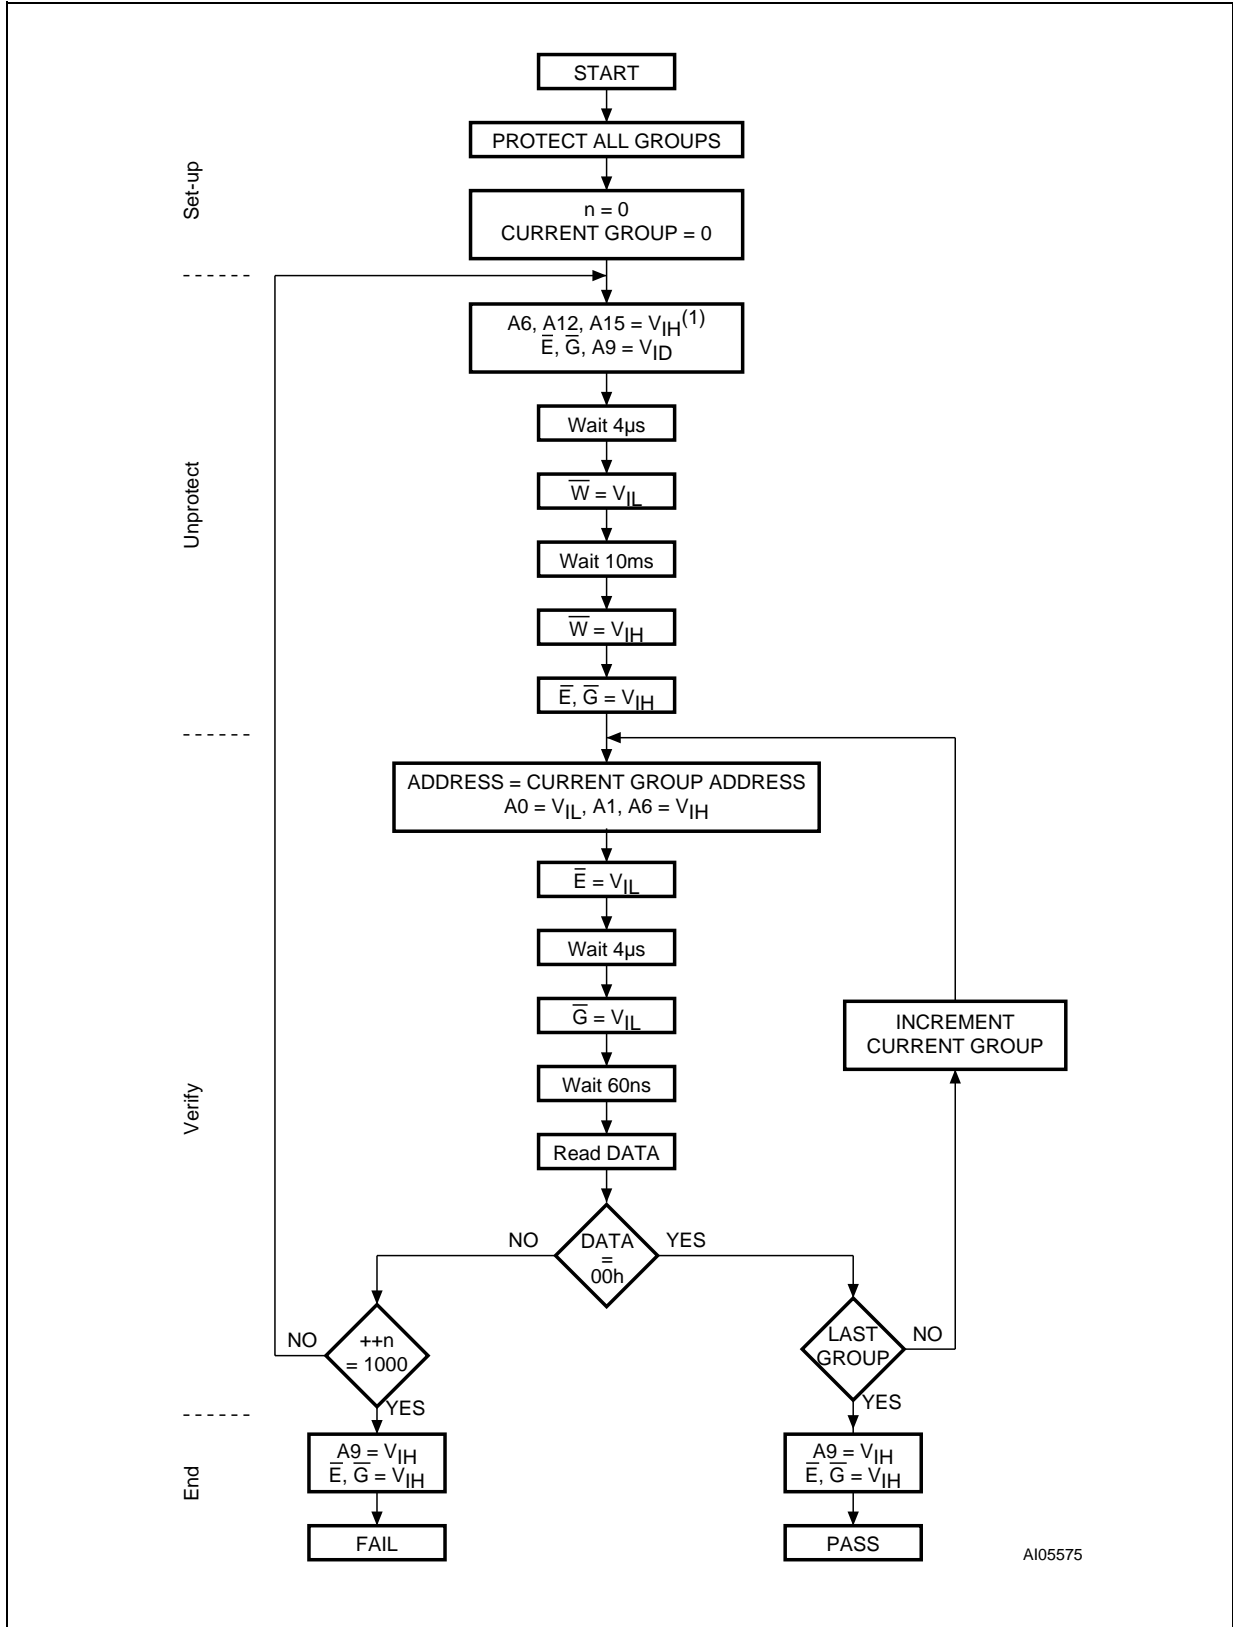 START
PROTECT ALL GROUPS
Set-up
n = 0
CURRENT GROUP = 0
A6, A12, A15 = VIH(1)
E̅, G̅, A9 = VID
Wait 4µs
W̅ = VIL
Unprotect
Wait 10ms
W̅ = VIH
E̅, G̅ = VIH
ADDRESS = CURRENT GROUP ADDRESS
A0 = VIL, A1, A6 = VIH
E̅ = VIL
Wait 4µs
G̅ = VIL
INCREMENT
CURRENT GROUP
Wait 60ns
Verify
Read DATA
NO
DATA
=
00h
YES
NO
++n
= 1000
YES
LAST
GROUP
NO
YES
End
A9 = VIH
E̅, G̅ = VIH
A9 = VIH
E̅, G̅ = VIH
FAIL
PASS
AI05575